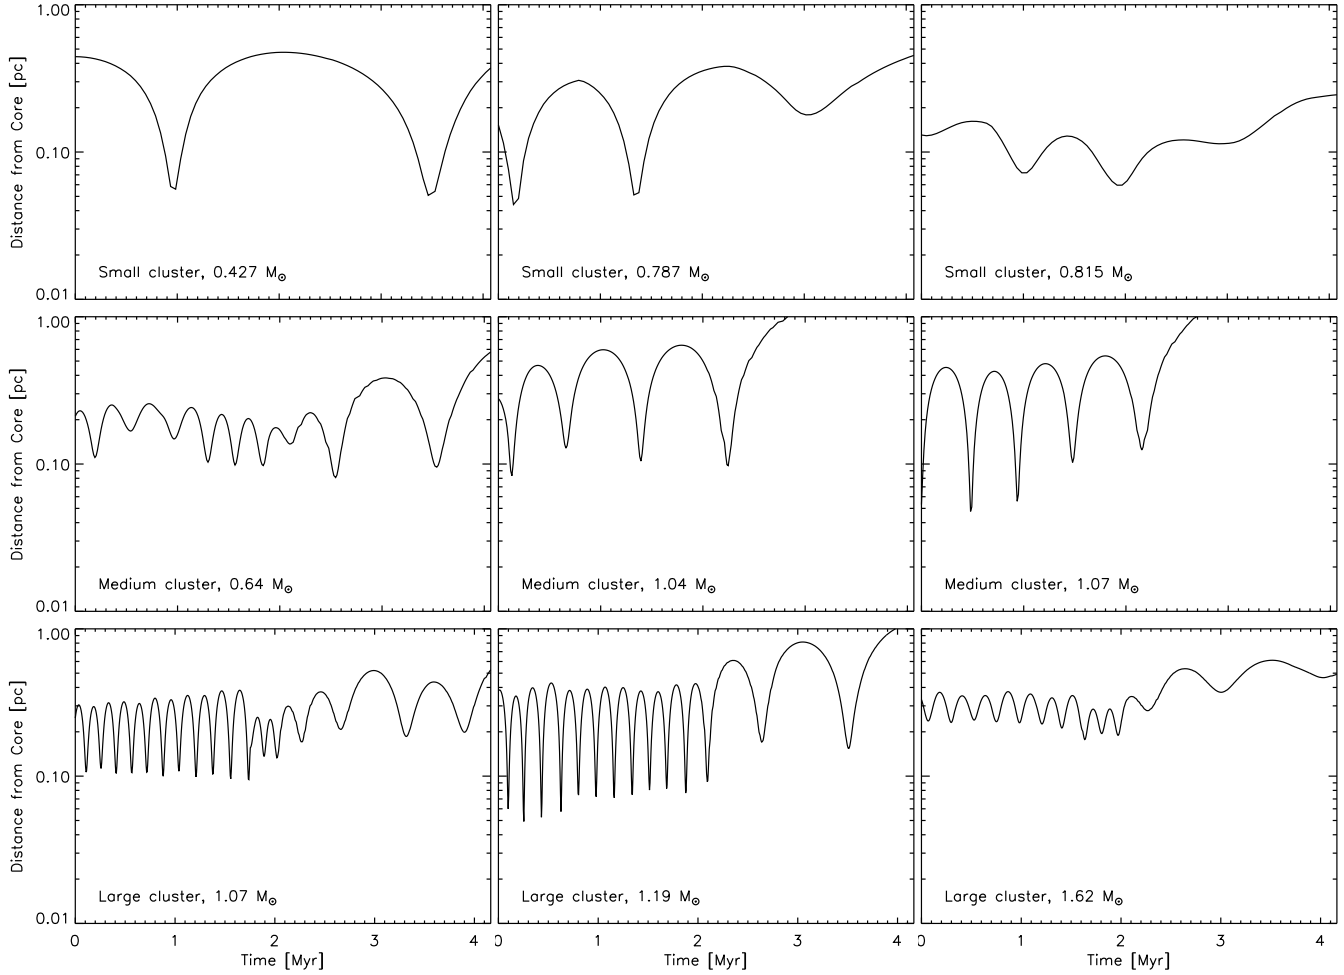 1.00
0.10
0.01
Distance from Core [pc]
Small cluster, 0.427 M⊙
Small cluster, 0.787 M⊙
Small cluster, 0.815 M⊙
1.00
0.10
0.01
Distance from Core [pc]
Medium cluster, 0.64 M⊙
Medium cluster, 1.04 M⊙
Medium cluster, 1.07 M⊙
1.00
0.10
0.01
Distance from Core [pc]
Large cluster, 1.07 M⊙
Large cluster, 1.19 M⊙
Large cluster, 1.62 M⊙
0 1 2 3 4
0 1 2 3 4
0 1 2 3 4
Time [Myr]
Time [Myr]
Time [Myr]